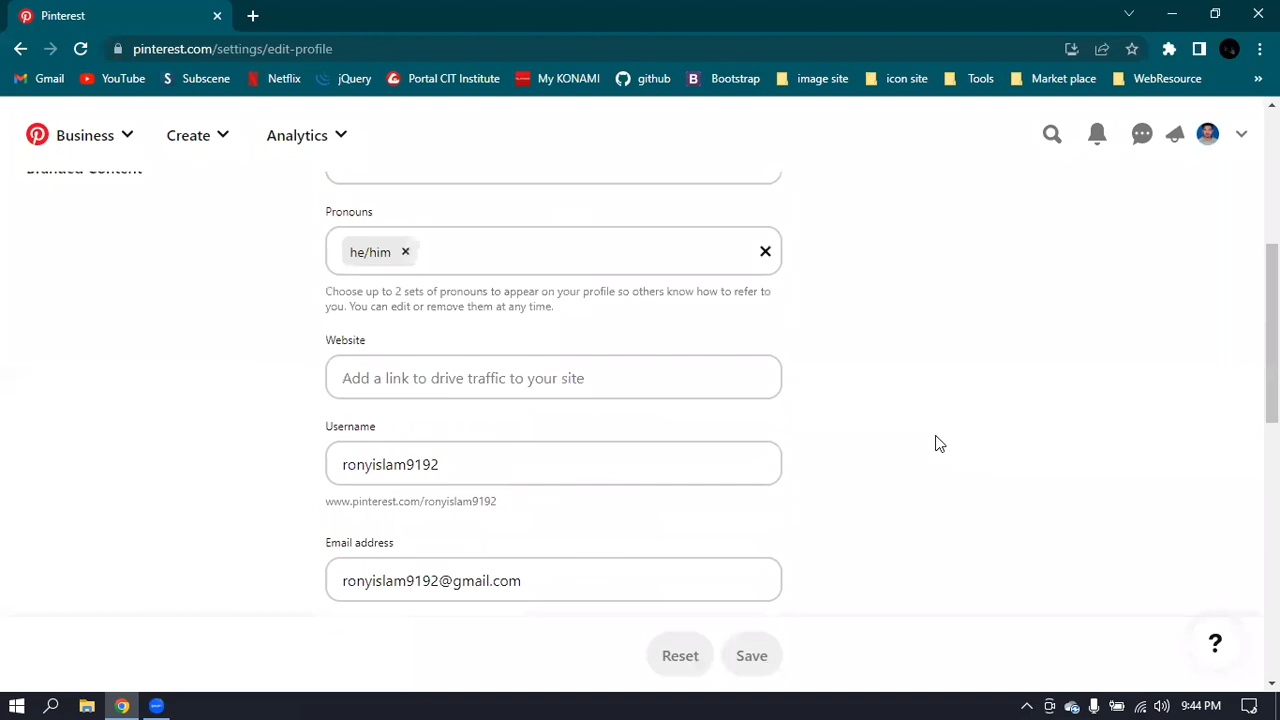 Pinterest
pinterest.com/settings/edit-profile
Gmail YouTube Subscene Netflix jQuery Portal CIT Institute My KONAMI github Bootstrap image site icon site Tools Market place WebResource »
Business Create Analytics
Branded Content
Pronouns
he/him
Choose up to 2 sets of pronouns to appear on your profile so others know how to refer to
you. You can edit or remove them at any time.
Website
Add a link to drive traffic to your site
Username
ronyislam9192
www.pinterest.com/ronyislam9192
Email address
ronyislam9192@gmail.com
Reset Save
?
9:44 PM